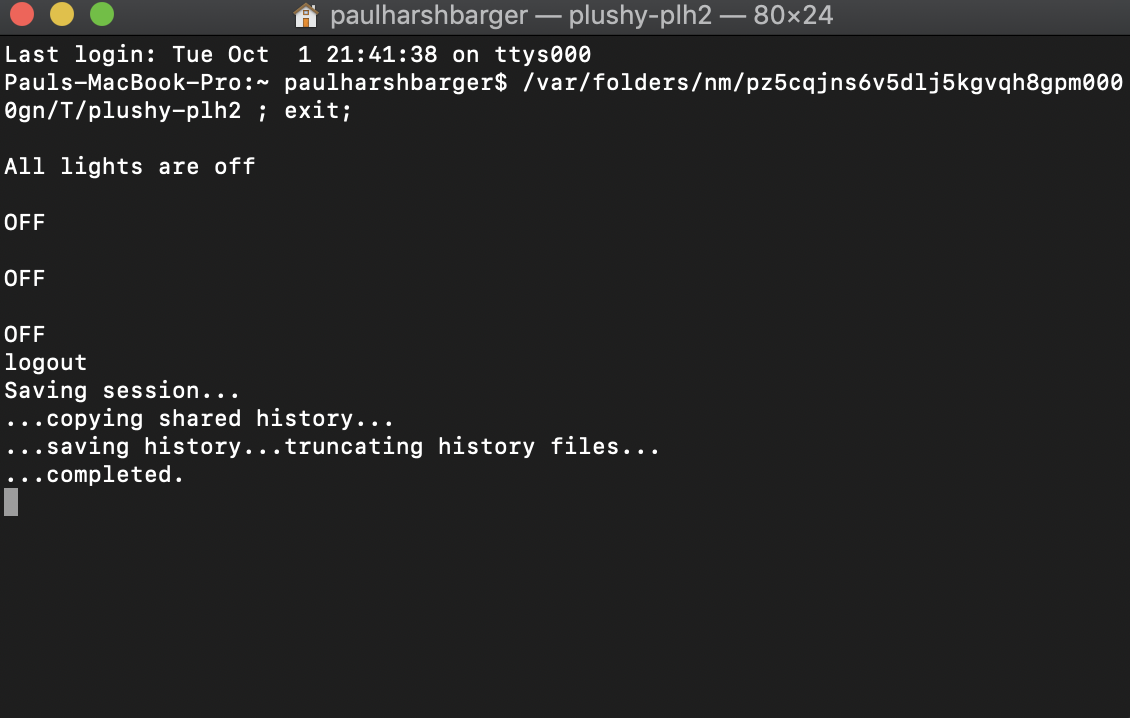 paulharshbarger — plushy-plh2 — 80×24
Last login: Tue Oct  1 21:41:38 on ttys000
Pauls-MacBook-Pro:~ paulharshbarger$ /var/folders/nm/pz5cqjns6v5dlj5kgvqh8gpm000
0gn/T/plushy-plh2 ; exit;
All lights are off
OFF
OFF
OFF
logout
Saving session...
...copying shared history...
...saving history...truncating history files...
...completed.